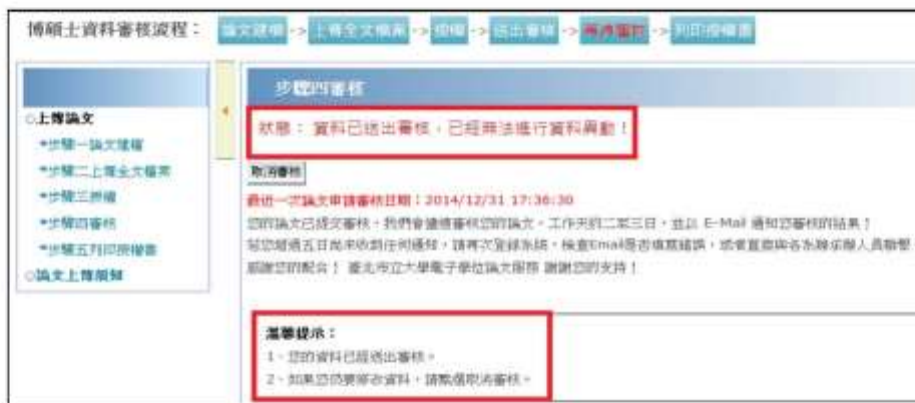 博碩士資料審核流程： 論文建檔 -> 上傳全文檔案 -> 授權 -> 送出審核 -> 等待審核 -> 列印授權書
步驟四審核
○上傳論文
*步驟一論文建檔
*步驟二上傳全文檔案
*步驟三授權
*步驟四審核
*步驟五列印授權書
○論文上傳須知
狀態： 資料已送出審核，已經無法進行資料異動！
取消審核
最近一次論文申請審核日期：2014/12/31 17:36:30
您的論文已提交審核，我們會儘速審核您的論文，工作天約二至三日，並以 E-Mail 通知您審核的結果！
若您超過五日尚未收到任何通知，請再次登錄系統，檢查Email是否填寫錯誤，或者直接與各系所承辦人員聯繫
感謝您的配合！ 臺北市立大學電子學位論文服務 謝謝您的支持！
溫馨提示：
1、您的資料已經送出審核。
2、如果您仍要修改資料，請點選取消審核。